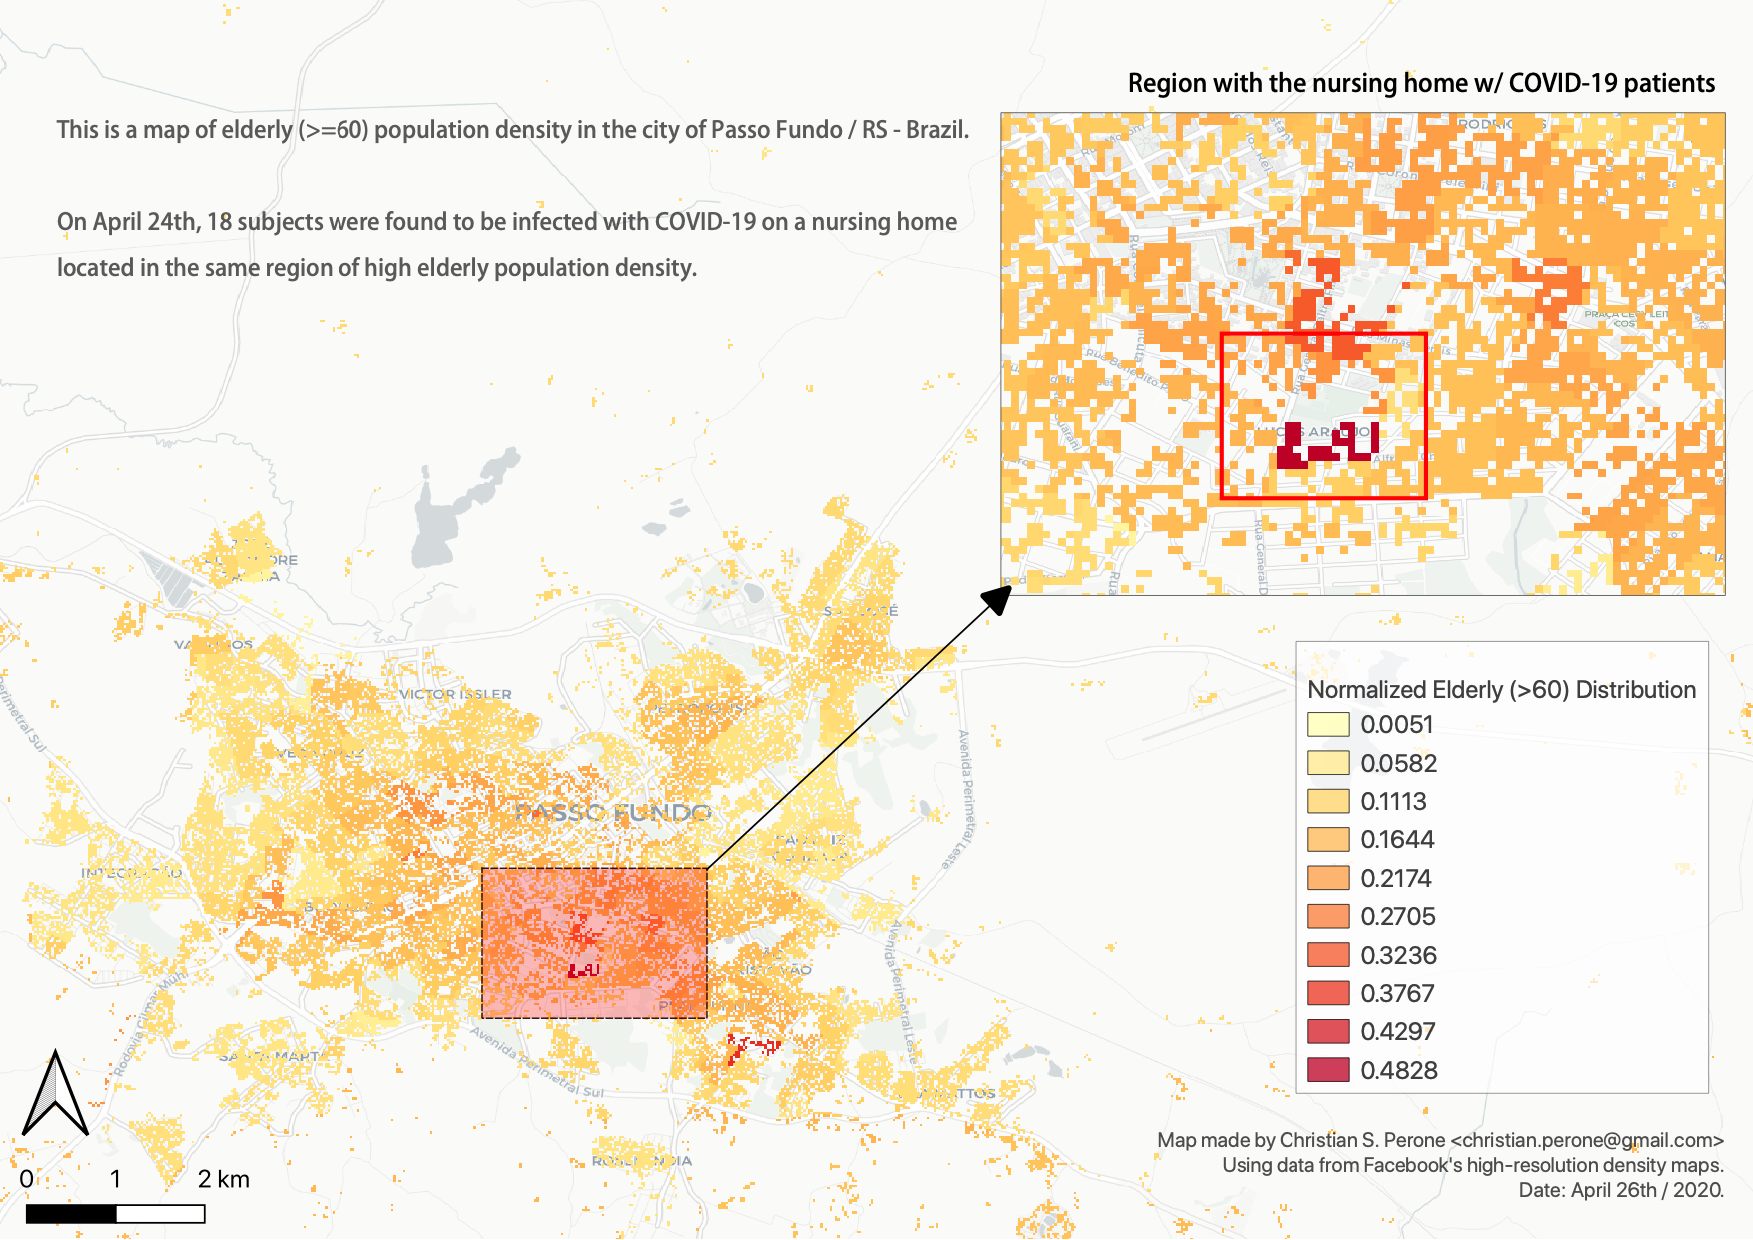 Region with the nursing home w/ COVID-19 patients
This is a map of elderly (>=60) population density in the city of Passo Fundo / RS - Brazil.
On April 24th, 18 subjects were found to be infected with COVID-19 on a nursing home
located in the same region of high elderly population density.
VICTOR ISSLER
PASSO FUNDO
Avenida Perimetral Leste
Avenida Perimetral Leste
Avenida Perimetral Sul
Perimetral Sul
Normalized Elderly (>60) Distribution
0.0051
0.0582
0.1113
0.1644
0.2174
0.2705
0.3236
0.3767
0.4297
0.4828
0 1 2 km
Map made by Christian S. Perone <christian.perone@gmail.com>
Using data from Facebook's high-resolution density maps.
Date: April 26th / 2020.